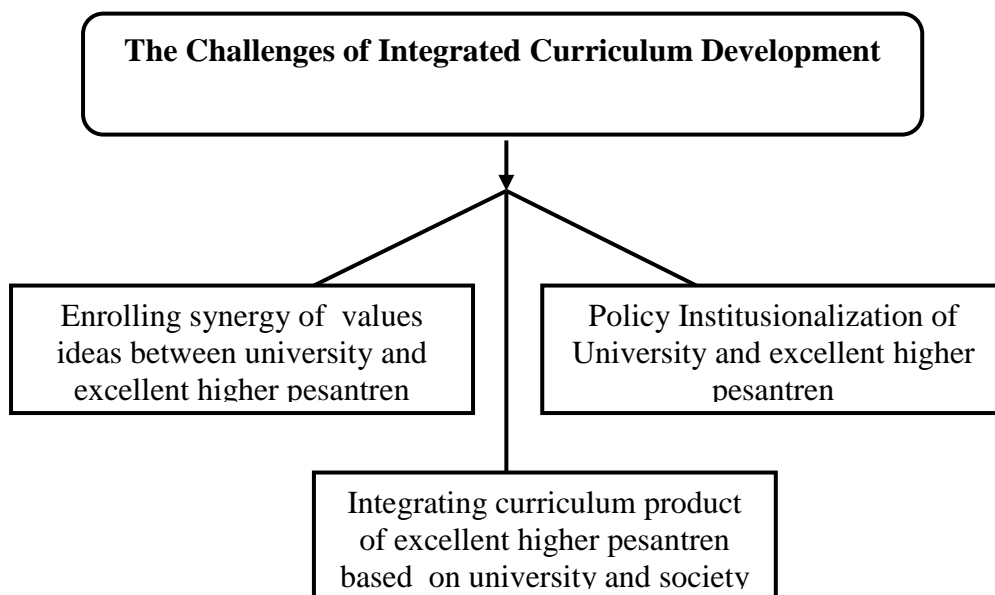 The Challenges of Integrated Curriculum Development
Enrolling synergy of values
ideas between university and
excellent higher pesantren
Policy Institusionalization of
University and excellent higher
pesantren
Integrating curriculum product
of excellent higher pesantren
based on university and society